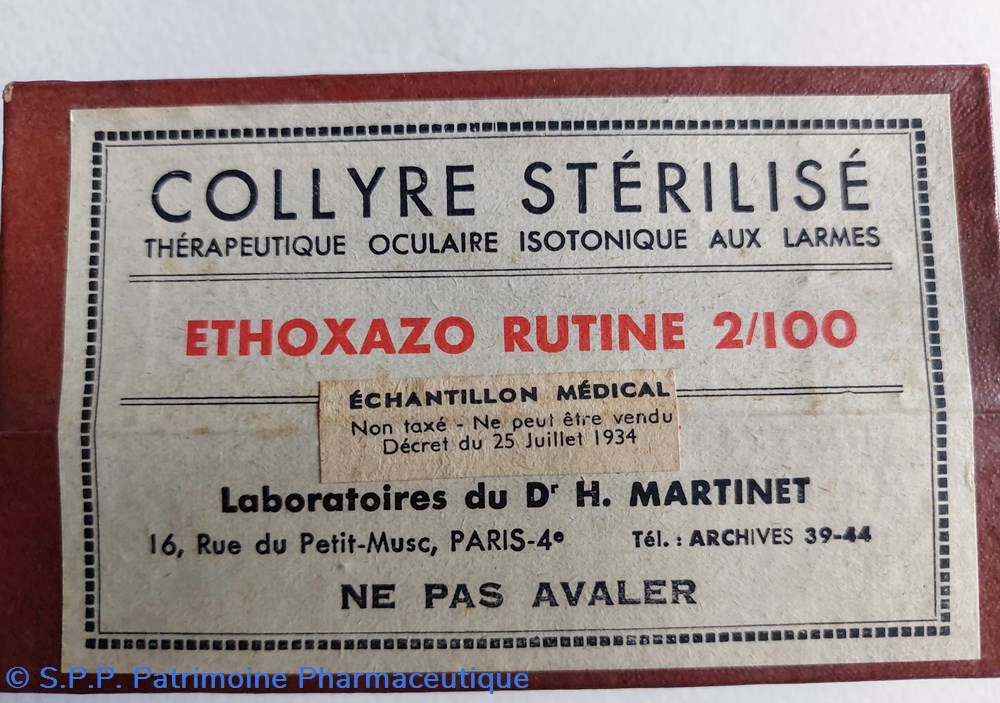 COLLYRE STÉRILISÉ
THÉRAPEUTIQUE OCULAIRE ISOTONIQUE AUX LARMES
ETHOXAZO RUTINE 2/100
ÉCHANTILLON MÉDICAL
Non taxé - Ne peut être vendu
Décret du 25 Juillet 1934
Laboratoires du Dr H. MARTINET
16, Rue du Petit-Musc, PARIS-4e Tél. : ARCHIVES 39-44
NE PAS AVALER
© S.P.P. Patrimoine Pharmaceutique